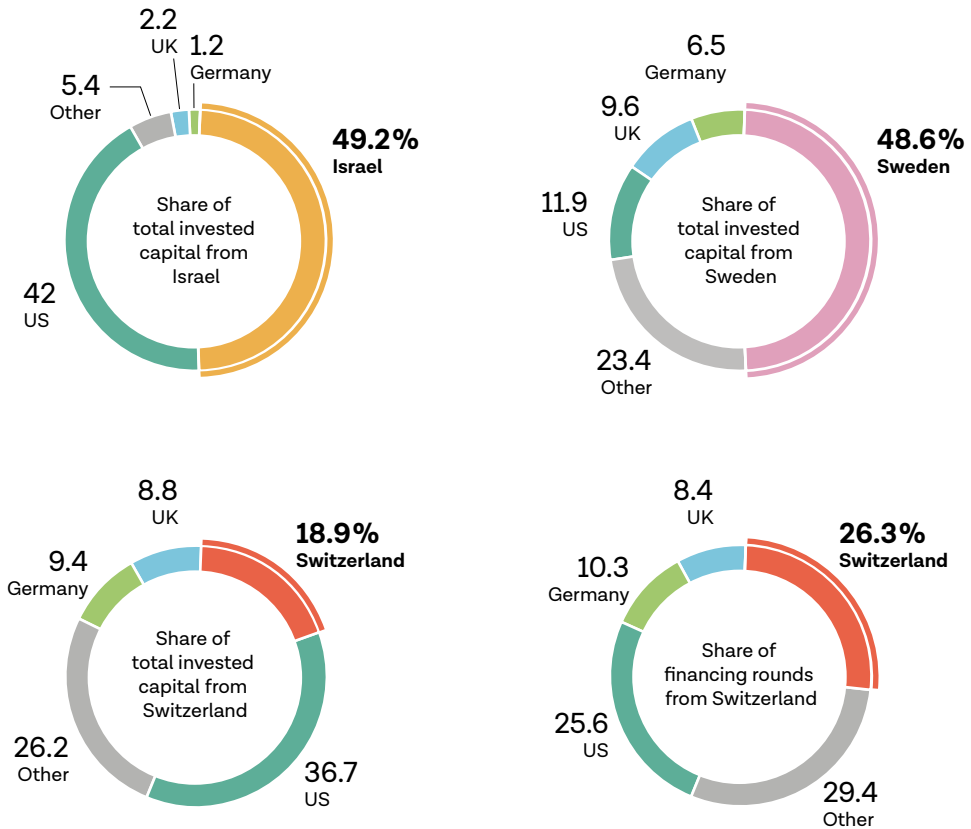 2.2
UK
1.2
Germany
5.4
Other
49.2%
Israel
Share of
total invested
capital from
Israel
42
US
6.5
Germany
9.6
UK
48.6%
Sweden
11.9
US
Share of
total invested
capital from
Sweden
23.4
Other
8.8
UK
18.9%
Switzerland
9.4
Germany
Share of
total invested
capital from
Switzerland
26.2
Other
36.7
US
8.4
UK
26.3%
Switzerland
10.3
Germany
Share of
financing rounds
from Switzerland
25.6
US
29.4
Other